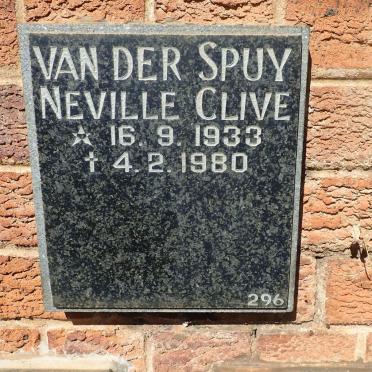 VAN DER SPUY
NEVILLE CLIVE
☆ 16. 9. 1933
✝ 4. 2. 1980
296